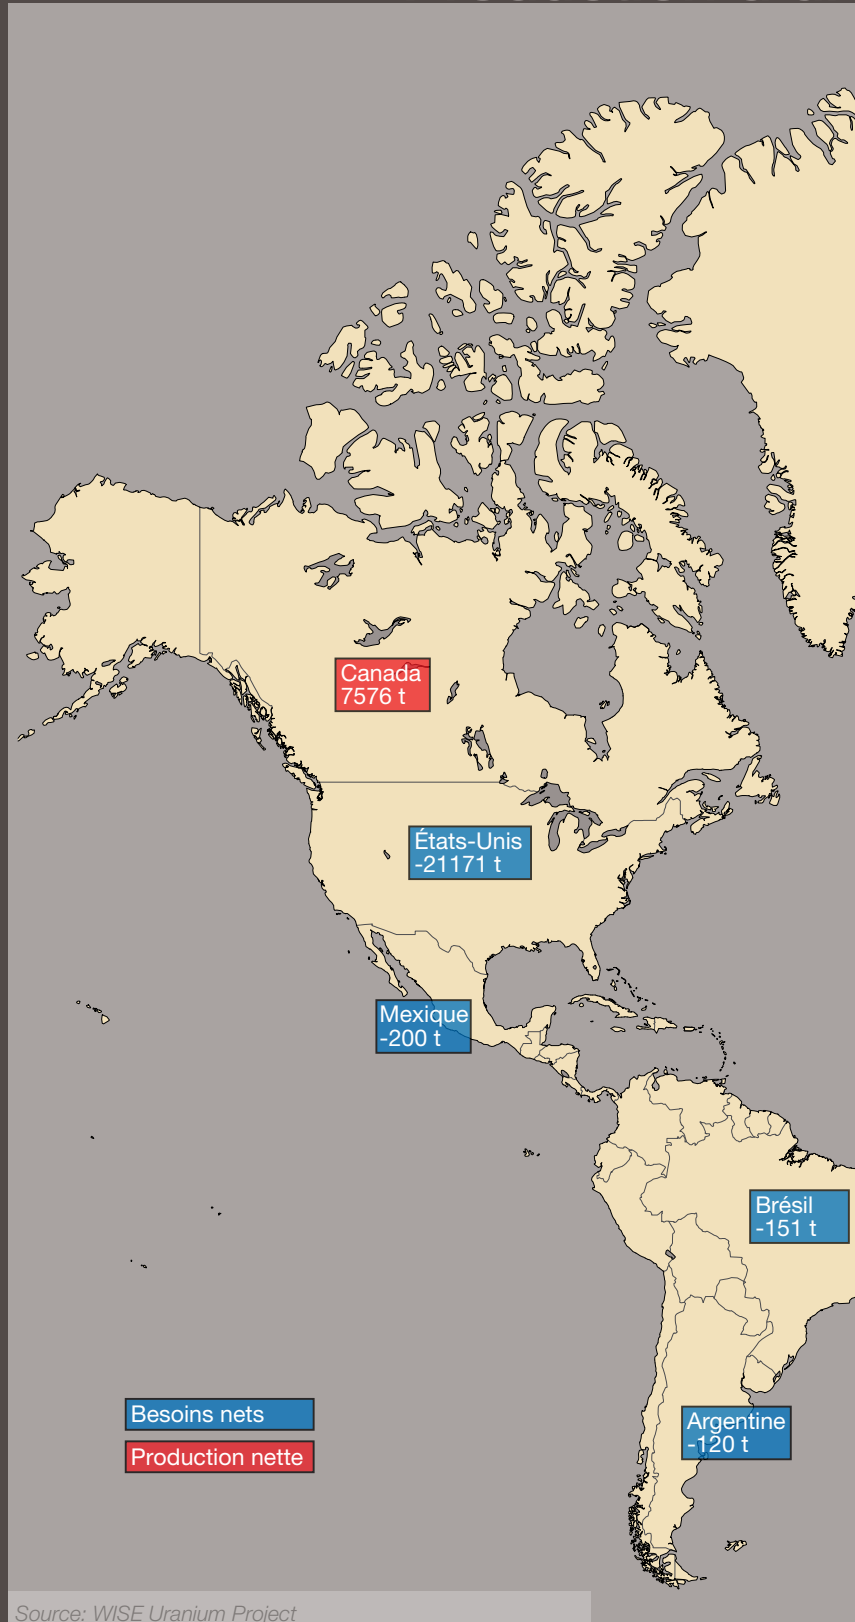 Canada
7576 t
États-Unis
-21171 t
Mexique
-200 t
Brésil
-151 t
Argentine
-120 t
Besoins nets
Production nette
Source: WISE Uranium Project